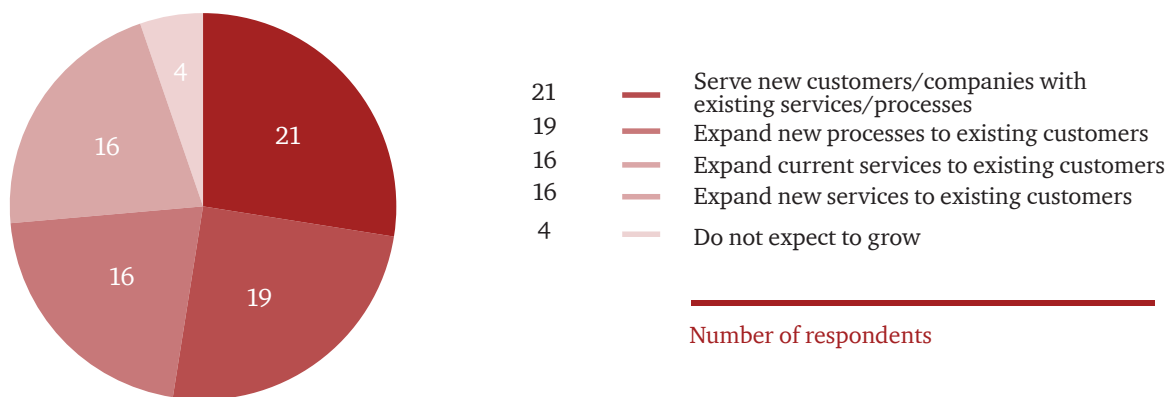 4
21
16
16
19
21 Serve new customers/companies with
existing services/processes
19 Expand new processes to existing customers
16 Expand current services to existing customers
16 Expand new services to existing customers
4 Do not expect to grow
Number of respondents